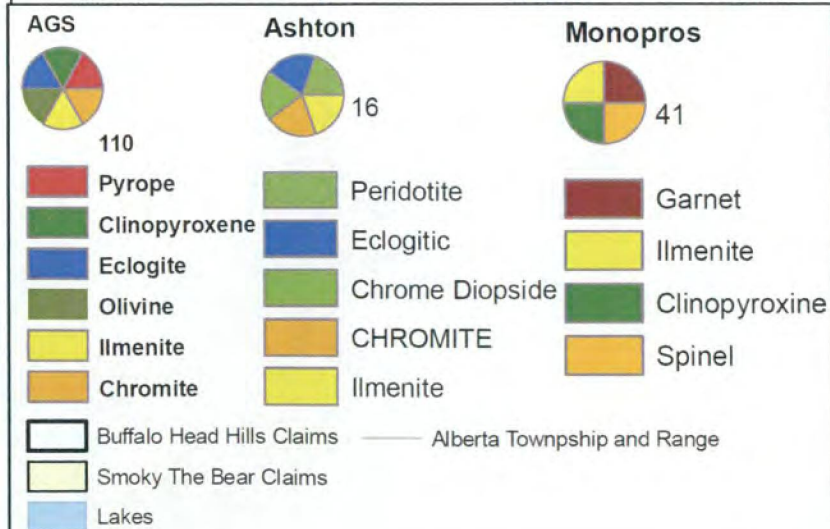 AGS
110
Pyrope
Clinopyroxene
Eclogite
Olivine
Ilmenite
Chromite
Ashton
16
Peridotite
Eclogitic
Chrome Diopside
CHROMITE
Ilmenite
Monopros
41
Garnet
Ilmenite
Clinopyroxine
Spinel
Buffalo Head Hills Claims
Alberta Townpship and Range
Smoky The Bear Claims
Lakes